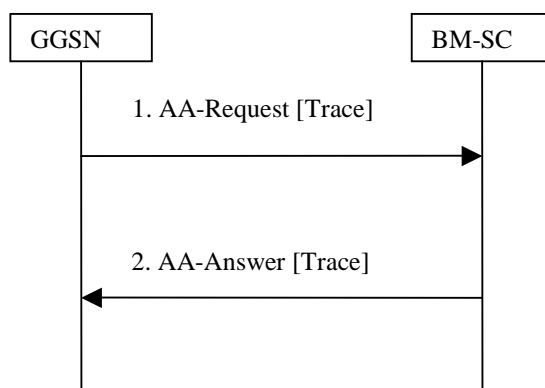 GGSN
BM-SC
1. AA-Request [Trace]
2. AA-Answer [Trace]